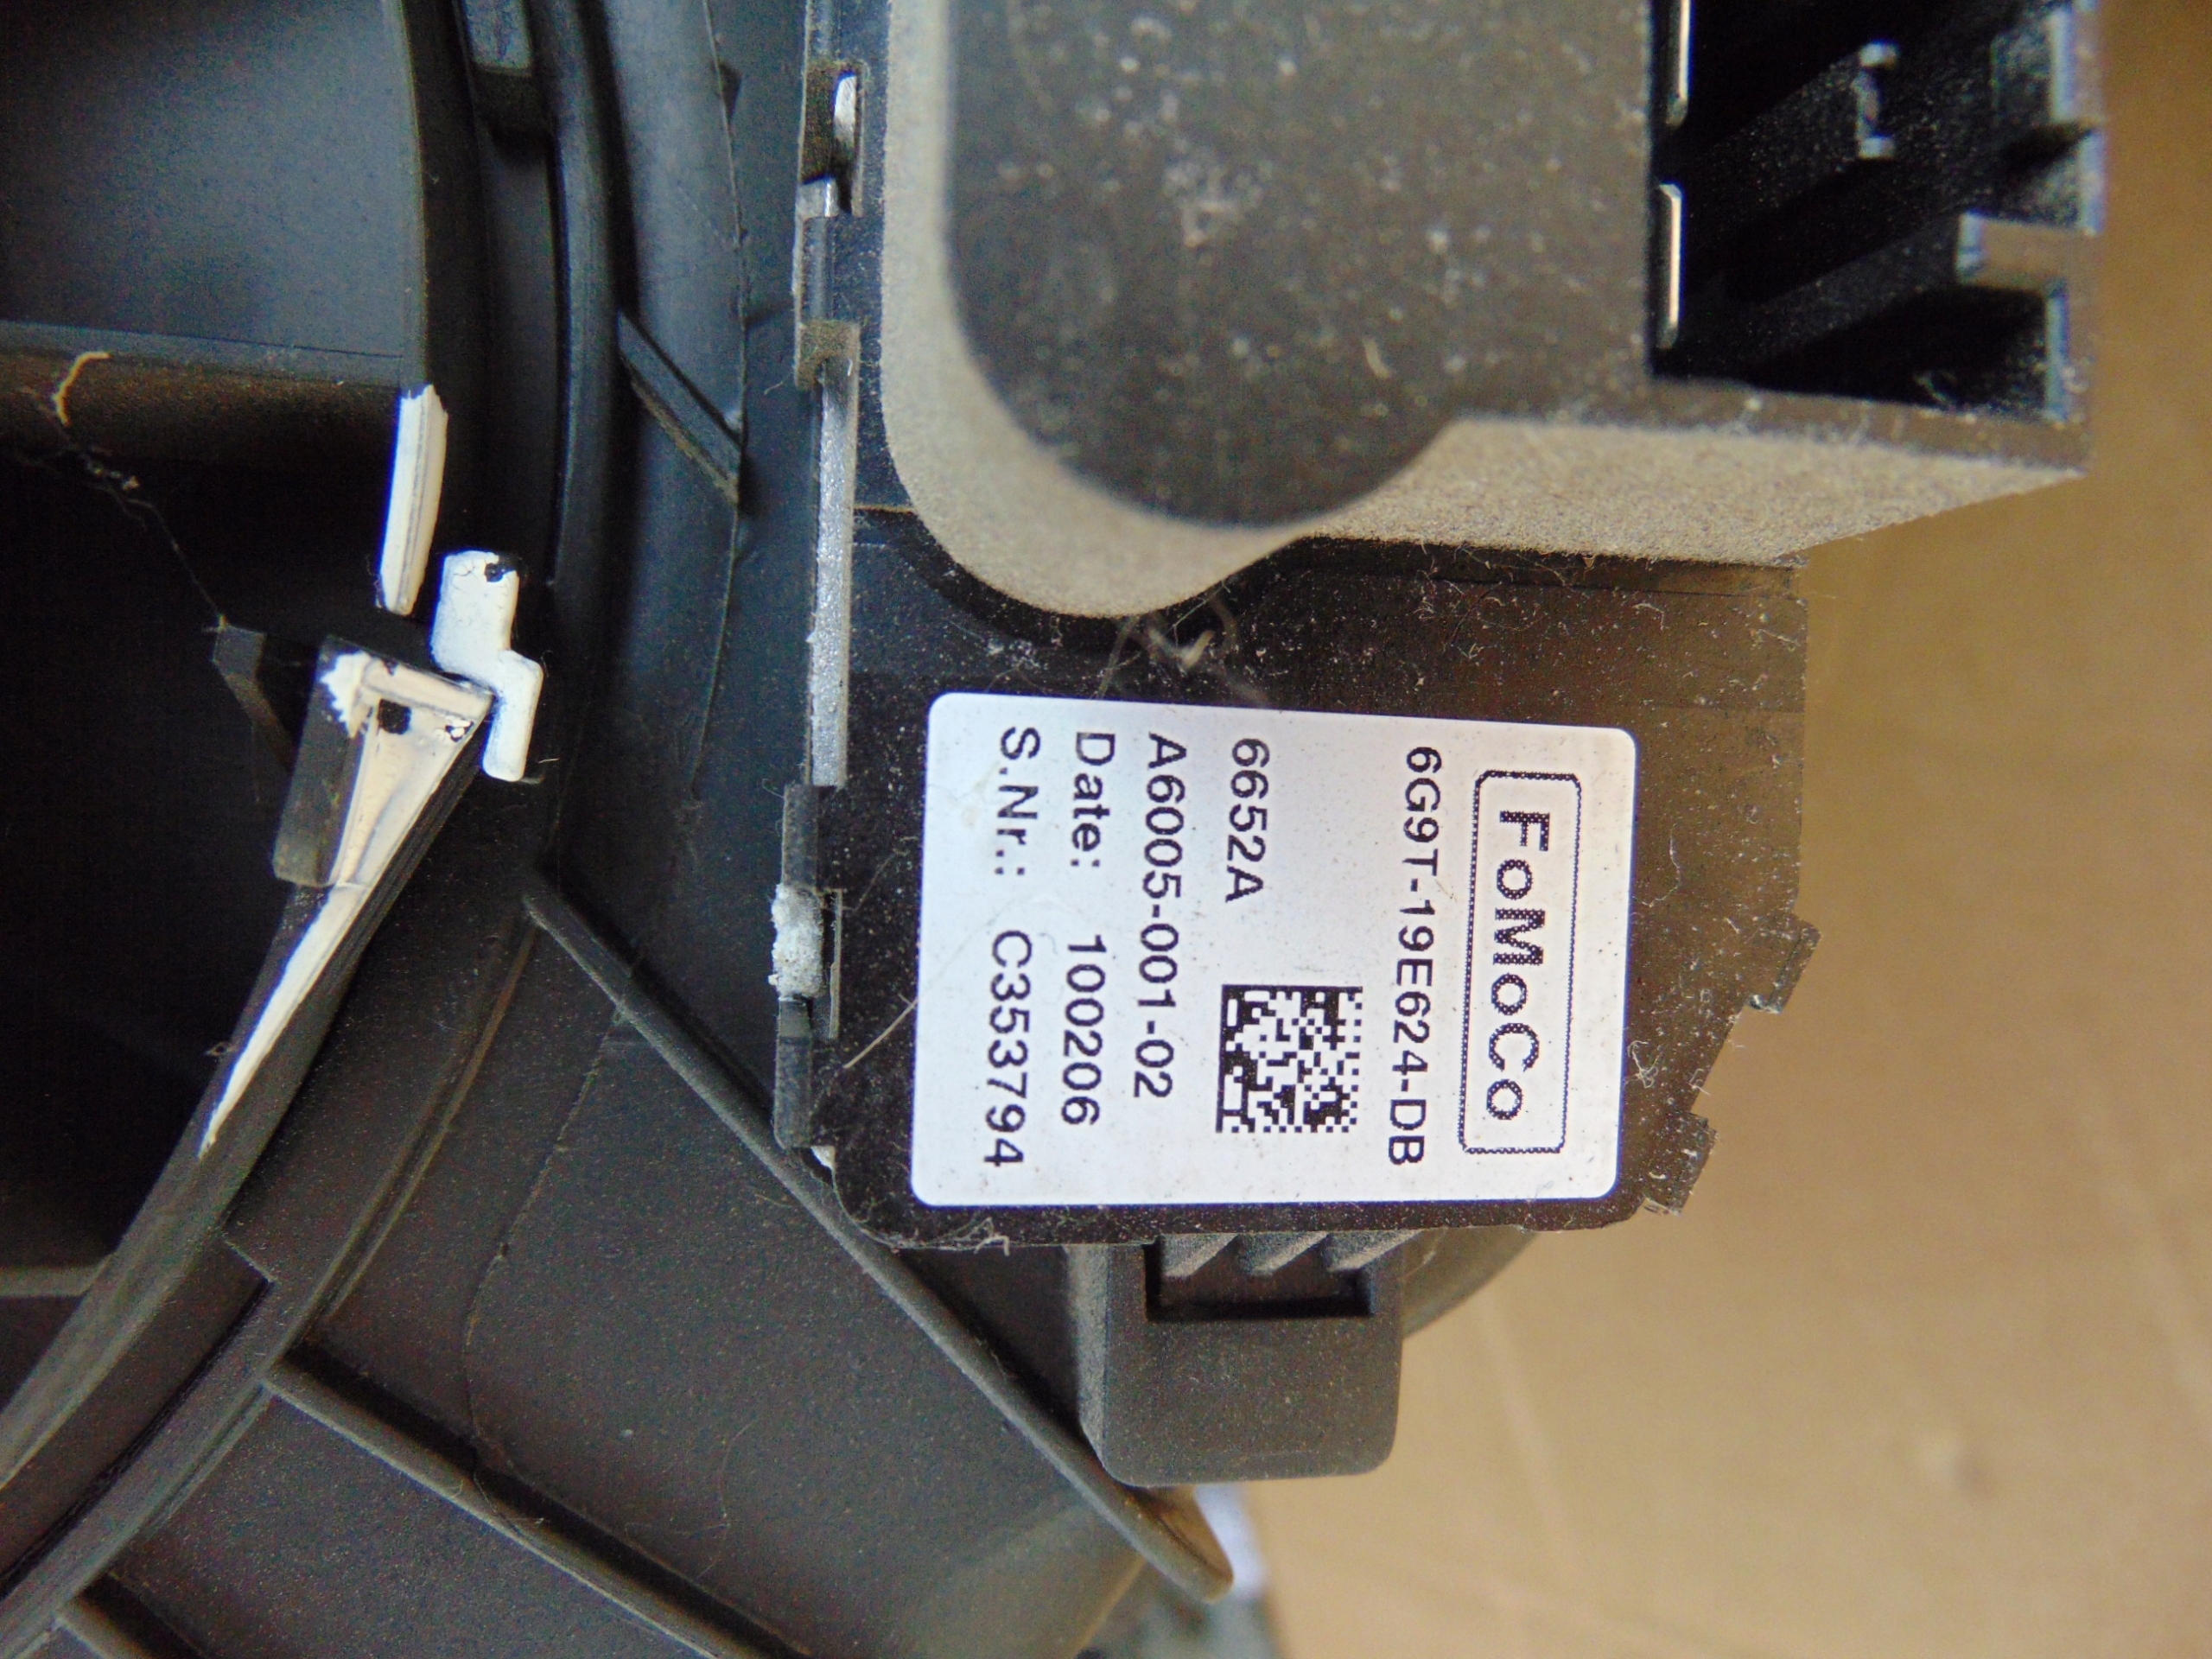 FoMoCo
6G9T-19E624-DB
6652A
A6005-001-02
Date: 100206
S.Nr.: C353794